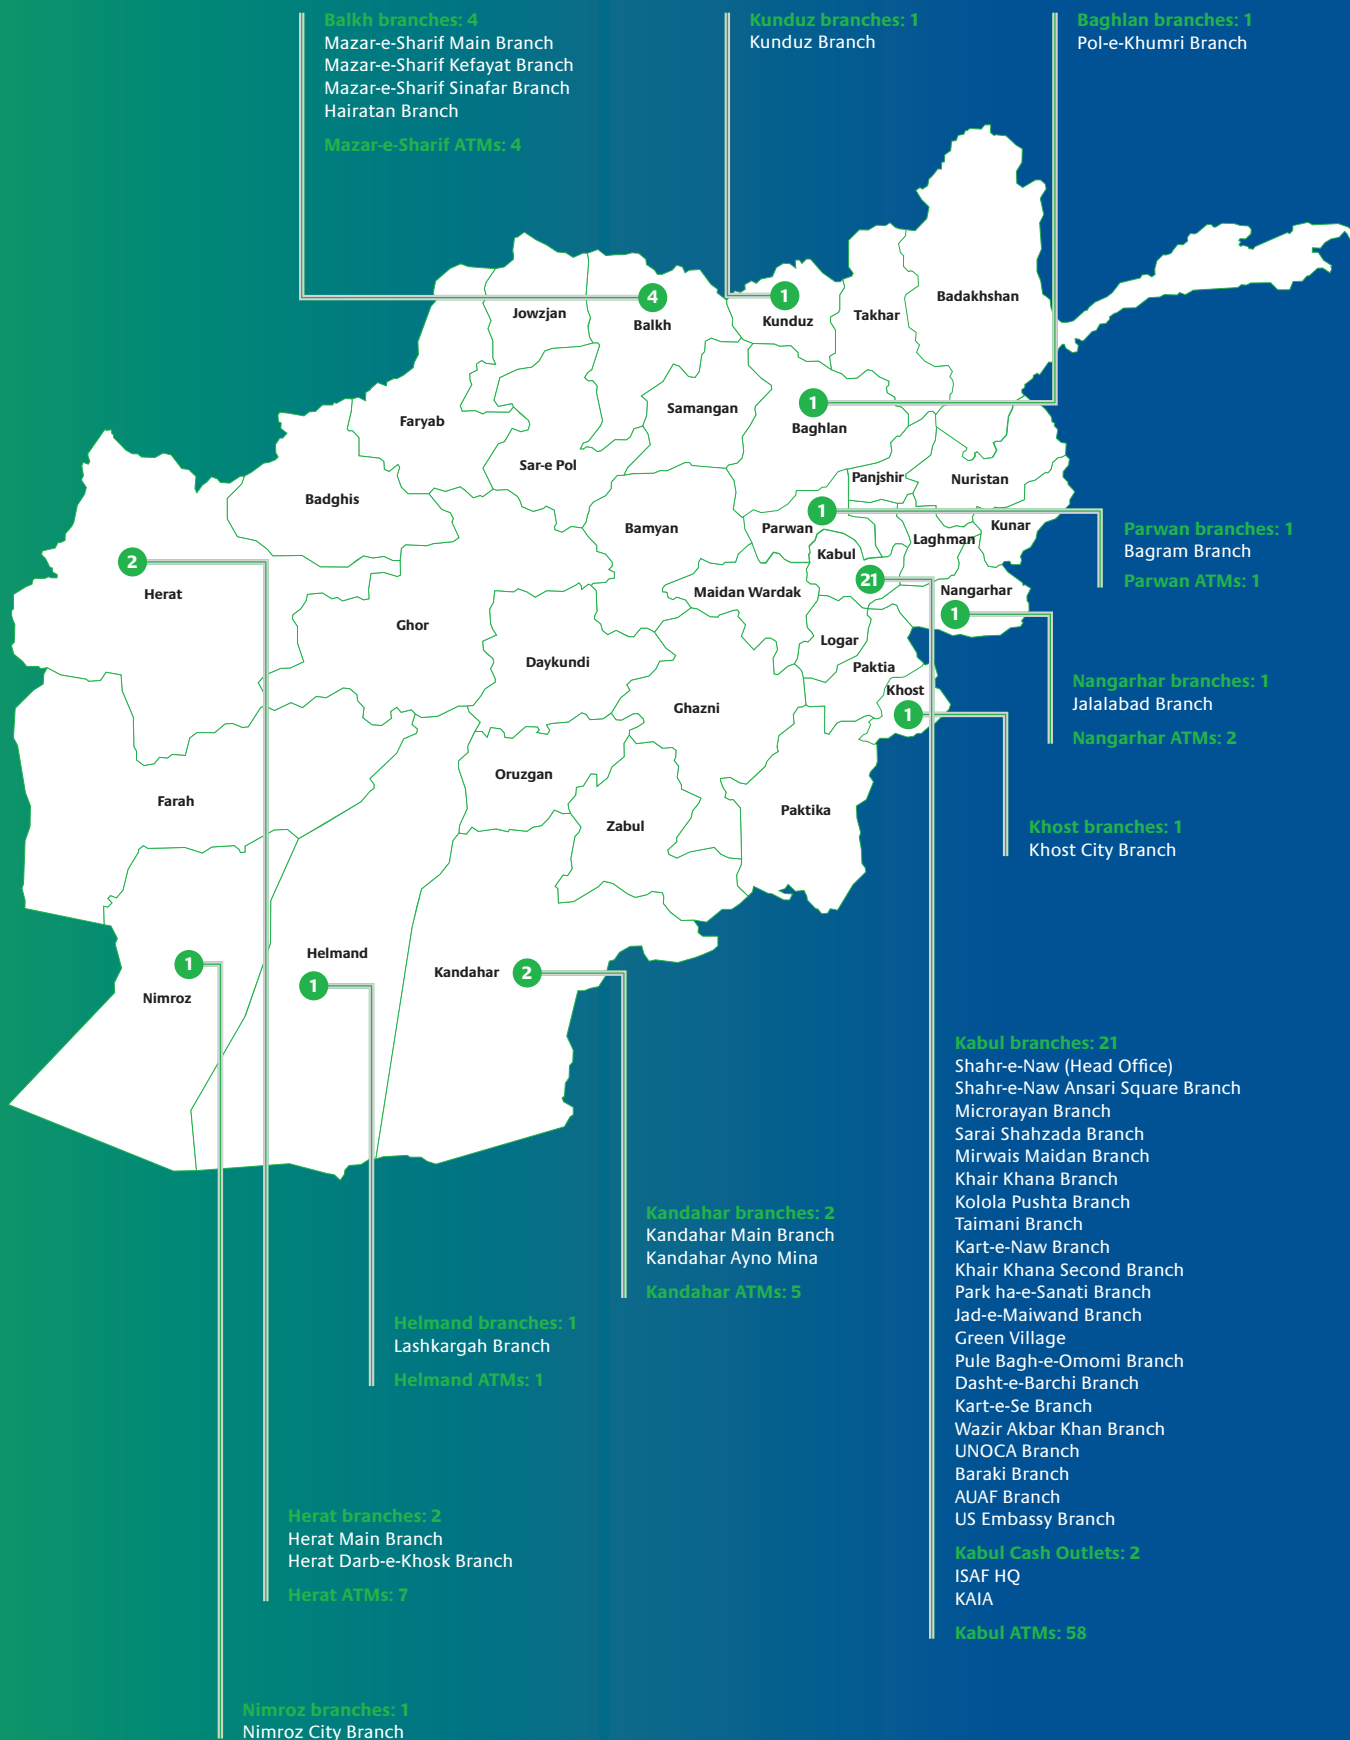 Balkh branches: 4
Mazar-e-Sharif Main Branch
Mazar-e-Sharif Kefayat Branch
Mazar-e-Sharif Sinafar Branch
Hairatan Branch
Mazar-e-Sharif ATMs: 4
Kunduz branches: 1
Kunduz Branch
Baghlan branches: 1
Pol-e-Khumri Branch
4
1
Jowzjan
Balkh
Kunduz
Takhar
Badakhshan
Faryab
Samangan
1
Baghlan
Sar-e Pol
Badghis
Panjshir
Nuristan
Bamyan
1
Parwan
Kunar
Laghman
Kabul
21
2
Herat
Maidan Wardak
Nangarhar
1
Ghor
Logar
Daykundi
Paktia
Khost
1
Ghazni
Oruzgan
Farah
Zabul
Paktika
Helmand
1
Kandahar
2
1
Nimroz
Parwan branches: 1
Bagram Branch
Parwan ATMs: 1
Nangarhar branches: 1
Jalalabad Branch
Nangarhar ATMs: 2
Khost branches: 1
Khost City Branch
Kabul branches: 21
Shahr-e-Naw (Head Office)
Shahr-e-Naw Ansari Square Branch
Microrayan Branch
Sarai Shahzada Branch
Mirwais Maidan Branch
Khair Khana Branch
Kolola Pushta Branch
Taimani Branch
Kart-e-Naw Branch
Khair Khana Second Branch
Park ha-e-Sanati Branch
Jad-e-Maiwand Branch
Green Village
Pule Bagh-e-Omomi Branch
Dasht-e-Barchi Branch
Kart-e-Se Branch
Wazir Akbar Khan Branch
UNOCA Branch
Baraki Branch
AUAF Branch
US Embassy Branch
Kabul Cash Outlets: 2
ISAF HQ
KAIA
Kabul ATMs: 58
Kandahar branches: 2
Kandahar Main Branch
Kandahar Ayno Mina
Kandahar ATMs: 5
Helmand branches: 1
Lashkargah Branch
Helmand ATMs: 1
Herat branches: 2
Herat Main Branch
Herat Darb-e-Khosk Branch
Herat ATMs: 7
Nimroz branches: 1
Nimroz City Branch